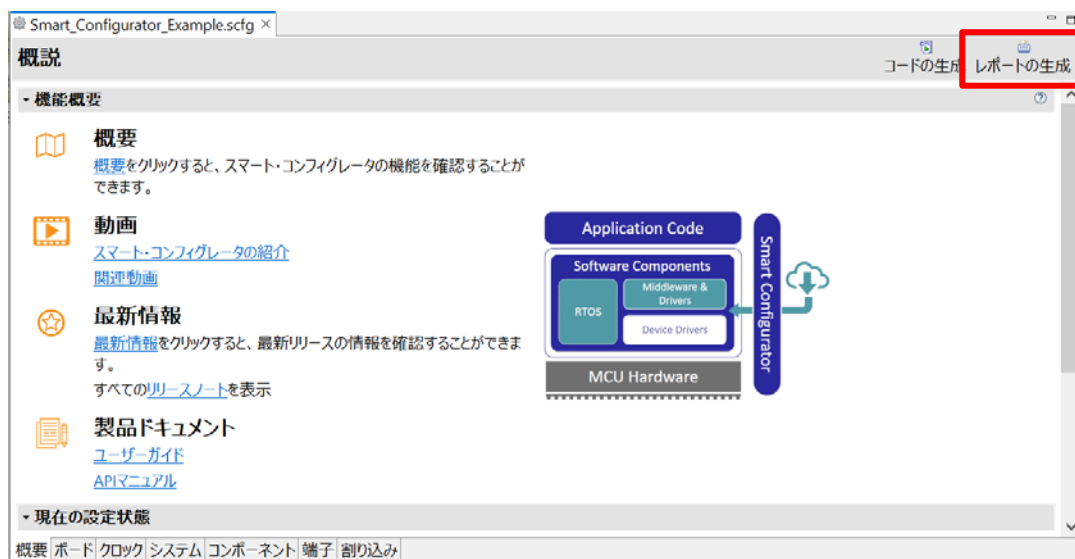 Smart_Configurator_Example.scfg
概説
コードの生成
レポートの生成
機能概要
概要
概要をクリックすると、スマート・コンフィグレータの機能を確認することが
できます。
動画
スマート・コンフィグレータの紹介
関連動画
最新情報
最新情報をクリックすると、最新リリースの情報を確認することができま
す。
すべてのリリースノートを表示
製品ドキュメント
ユーザーガイド
APIマニュアル
Application Code
Software Components
RTOS
Middleware &
Drivers
Device Drivers
MCU Hardware
Smart Configurator
現在の設定状態
概要 ボード クロック システム コンポーネント 端子 割り込み